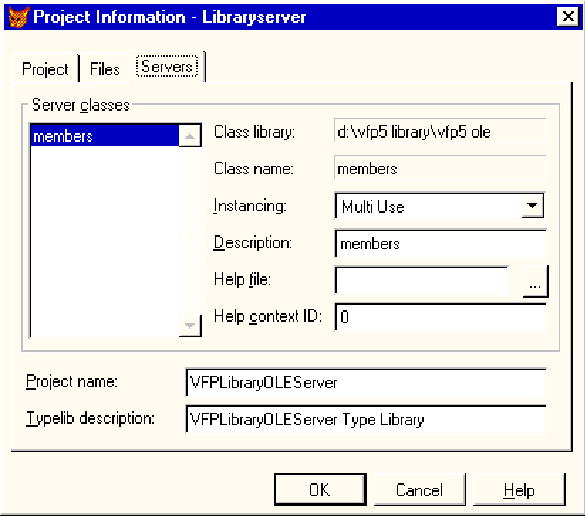 Project Information - Libraryserver
Project Files Servers
Server classes
members
Class library: d:\vfp5 library\vfp5 ole
Class name: members
Instancing: Multi Use
Description: members
Help file: ...
Help context ID: 0
Project name: VFPLibraryOLEServer
Typelib description: VFPLibraryOLEServer Type Library
OK Cancel Help